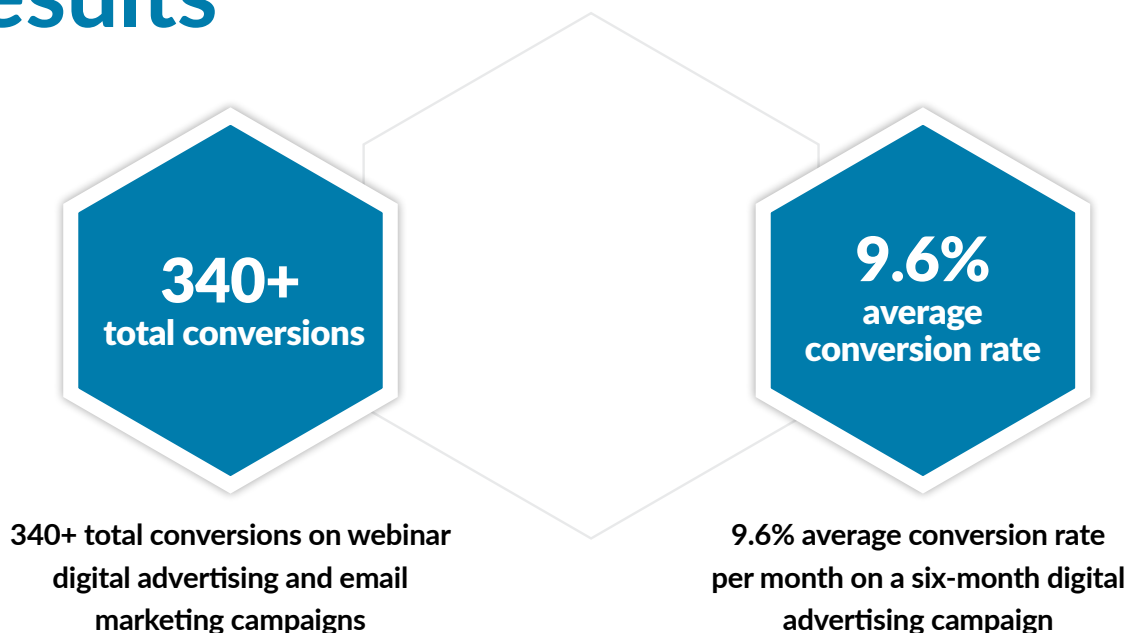 esults
340+
total conversions
9.6%
average
conversion rate
340+ total conversions on webinar
digital advertising and email
marketing campaigns
9.6% average conversion rate
per month on a six-month digital
advertising campaign